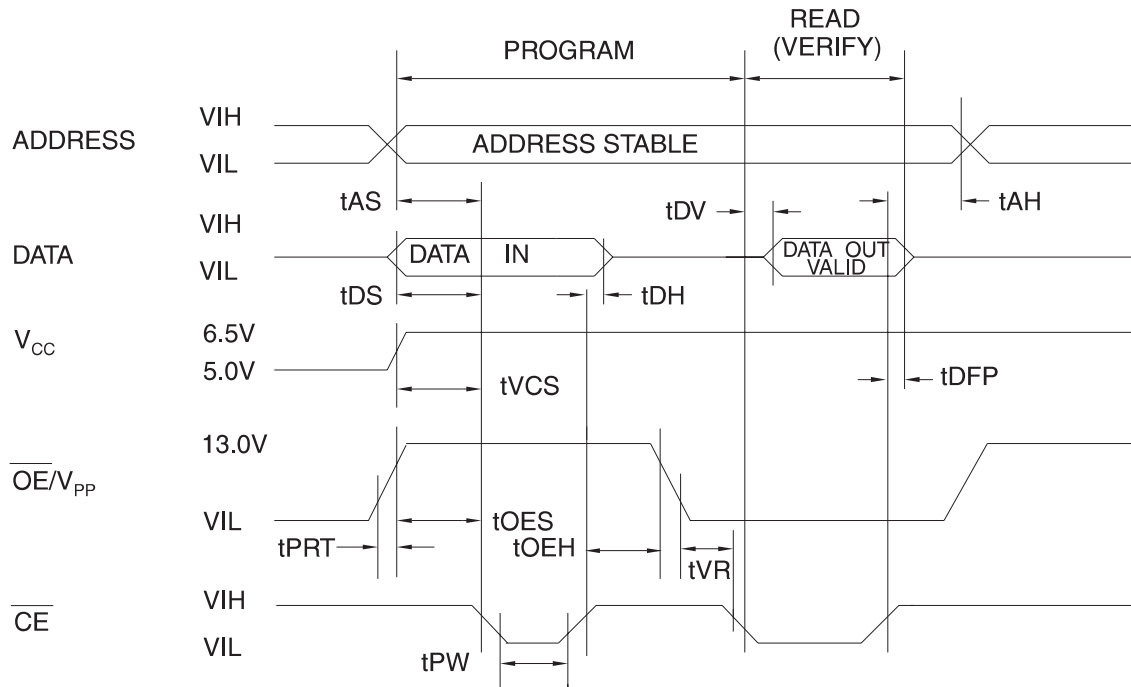 READ
(VERIFY)
PROGRAM
ADDRESS
VIH
VIL
ADDRESS STABLE
tAS
tDV
tAH
DATA
VIH
VIL
DATA IN
DATA OUT
VALID
tDS
tDH
VCC
6.5V
5.0V
tVCS
tDFP
OE/VPP
13.0V
VIL
tOES
tPRT
tOEH
tVR
CE
VIH
VIL
tPW